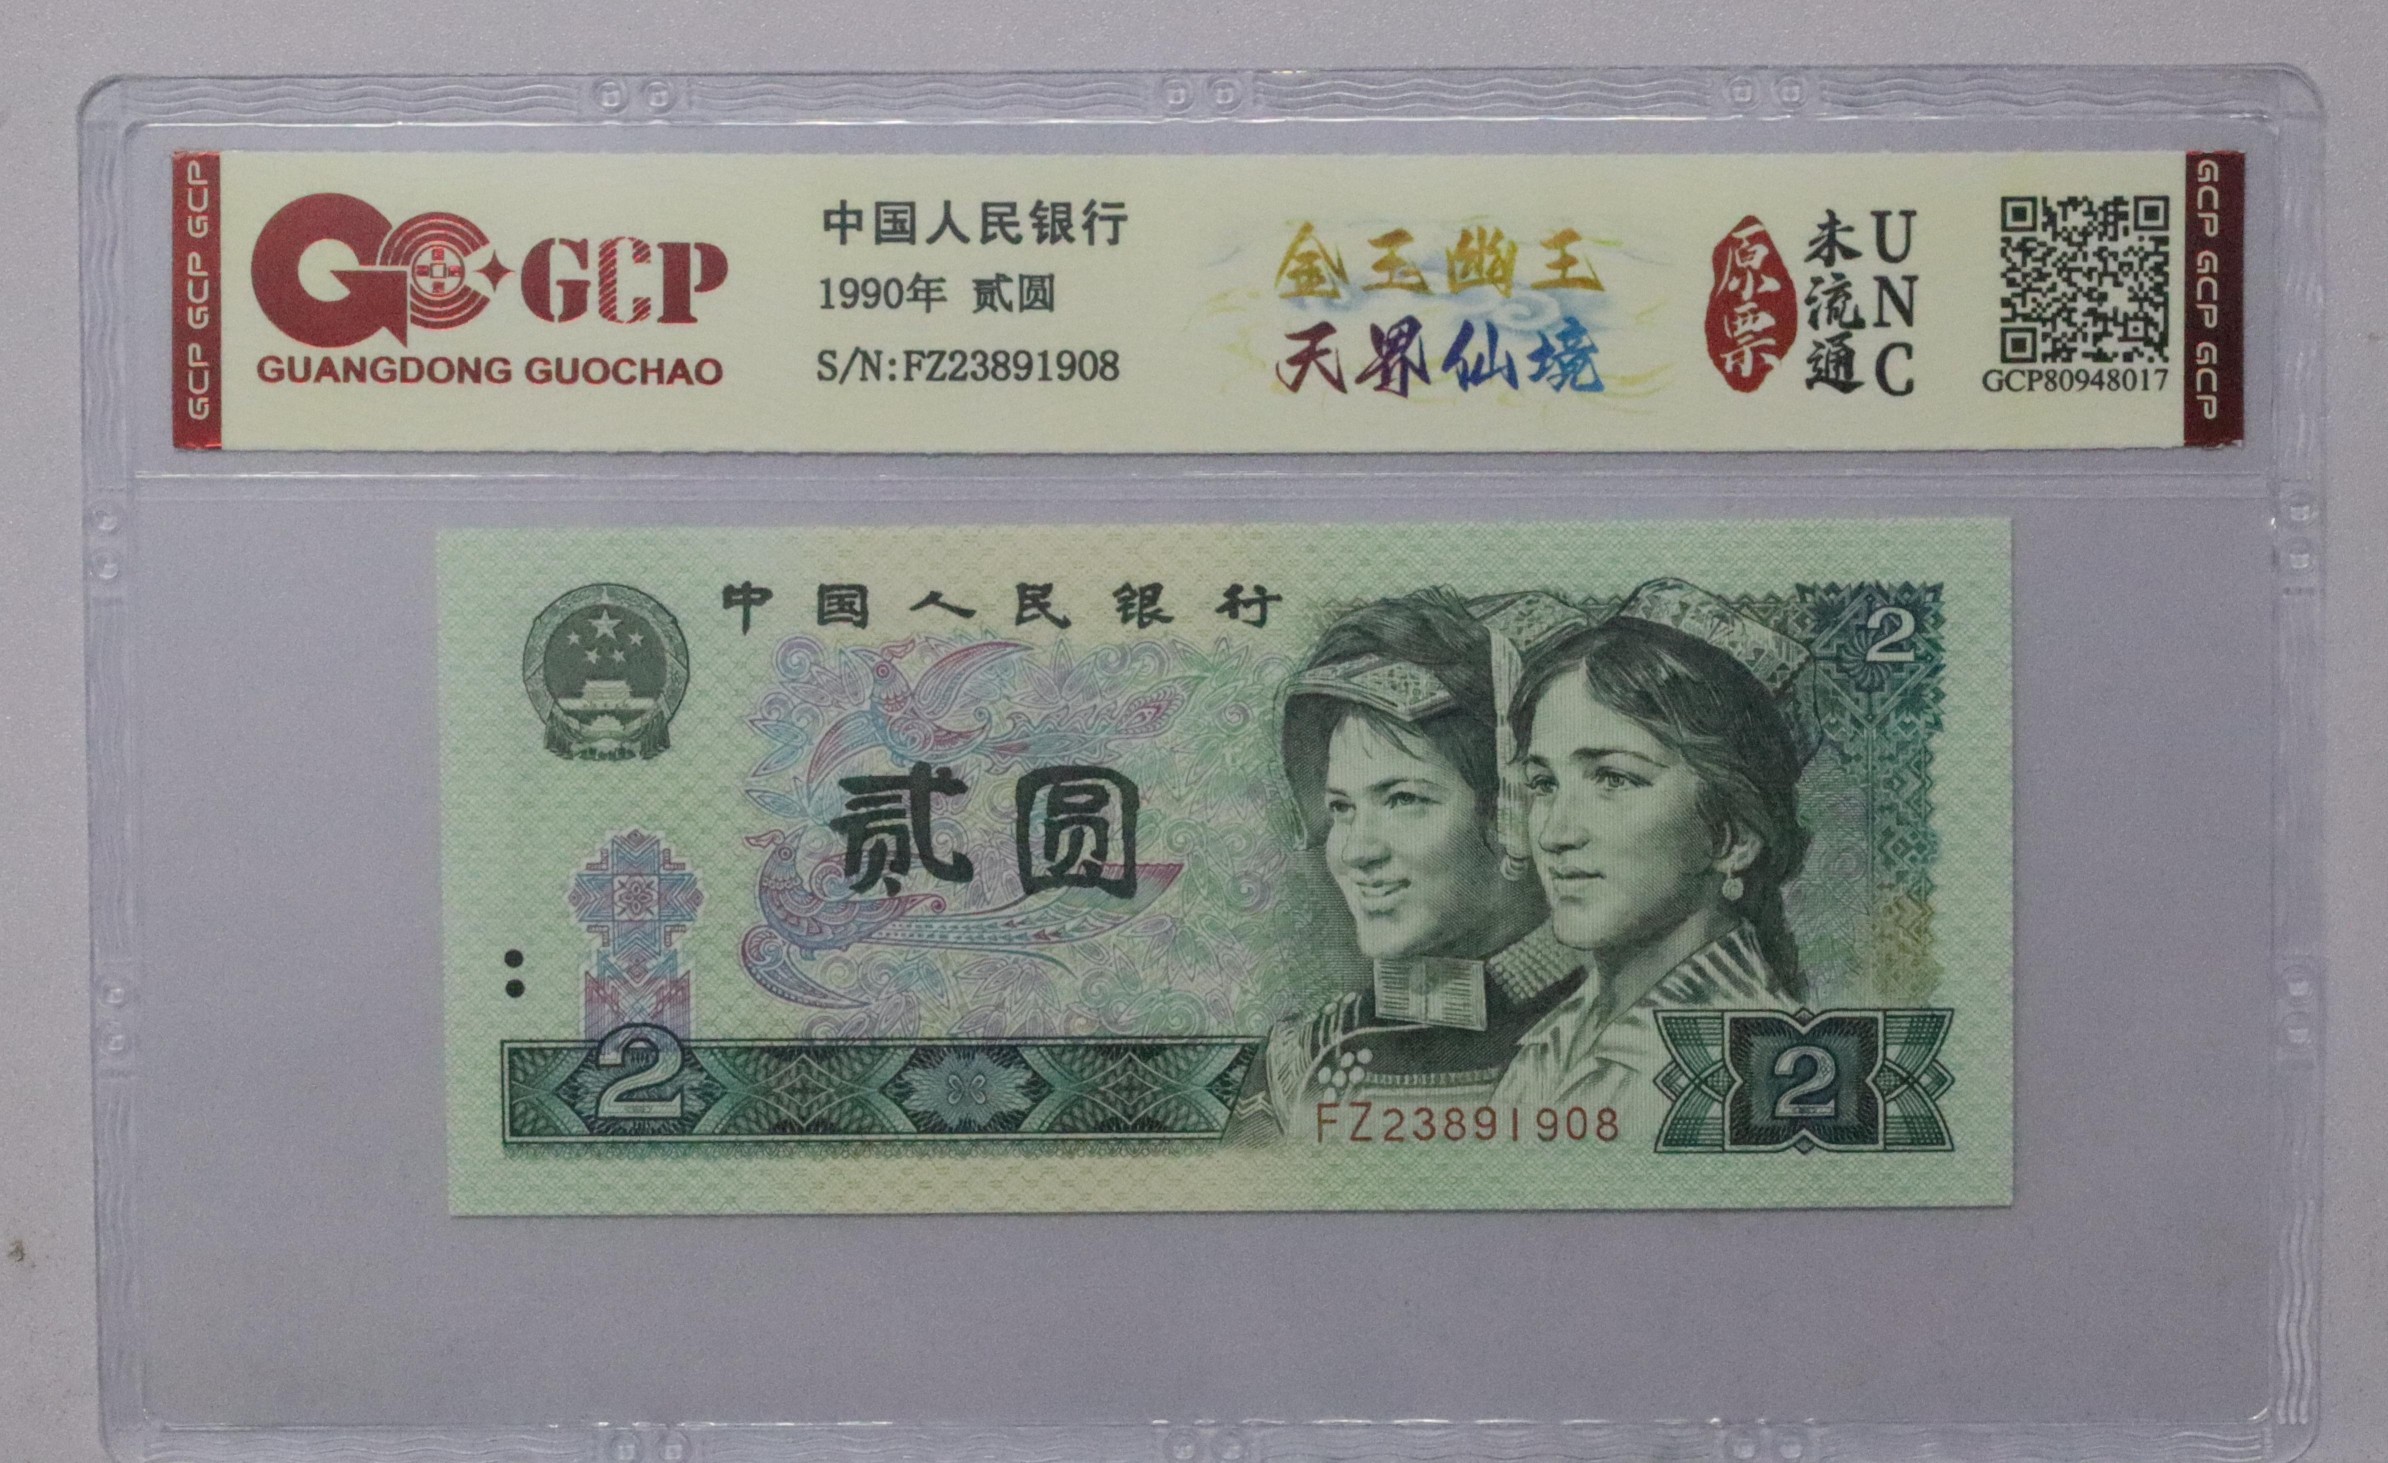 GCP GCP GCP
GCP
GUANGDONG GUOCHAO
中国人民银行
1990年 贰圆
S/N:FZ23891908
金玉幽王
天界仙境
原票
未流通
UNC
GCP80948017
GCP GCP GCP
中国人民银行
2
贰圆
2
FZ23891908
2